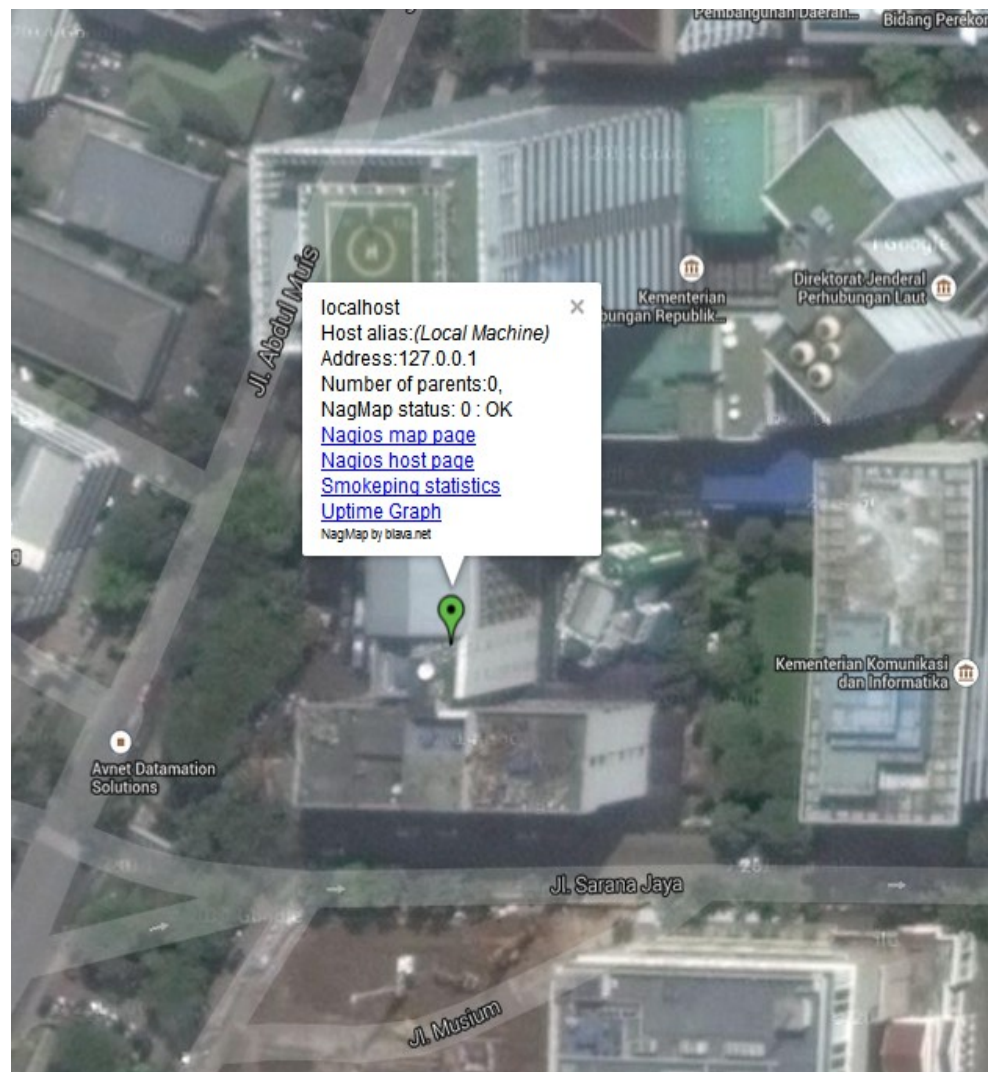 Pembangunan Daeran...
Bidang Perekon
Jl. Abdul Muis
Kementerian
bungan Republik...
Direktorat Jenderal
Perhubungan Laut
localhost
Host alias:(Local Machine)
Address:127.0.0.1
Number of parents:0,
NagMap status: 0 : OK
Nagios map page
Nagios host page
Smokeping statistics
Uptime Graph
NagMap by blava.net
Kementerian Komunikasi
dan Informatika
Avnet Datamation
Solutions
Jl. Sarana Jaya
Jl. Musium